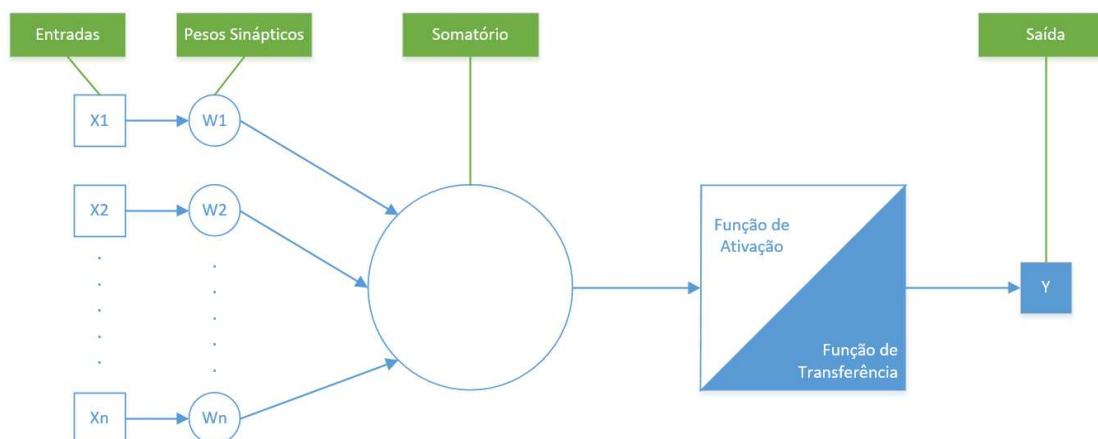 Entradas
Pesos Sinápticos
Somatório
Saída
X1
W1
X2
W2
Função de
Ativação
Y
Função de
Transferência
Xn
Wn